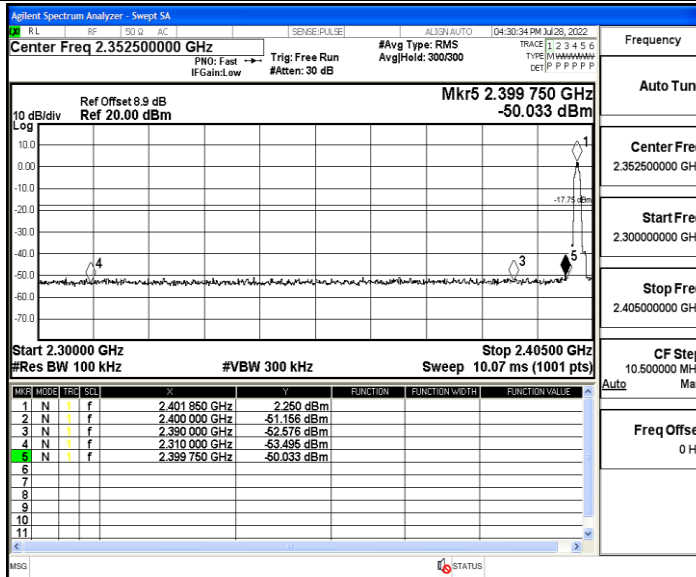 Agilent Spectrum Analyzer - Swept SA
RL RF 50 Ω AC SENSE:PULSE ALIGN AUTO 04:30:34 PM Jul 28, 2022
Center Freq 2.352500000 GHz #Avg Type: RMS TRACE 1 2 3 4 5 6
PNO: Fast Trig: Free Run Avg|Hold: 300/300 TYPE M
IFGain:Low #Atten: 30 dB DET P P P P P P
Ref Offset 8.9 dB Mkr5 2.399 750 GHz
10 dB/div Ref 20.00 dBm -50.033 dBm
Log
10.0
0.00
-10.0
-17.75 dBm
-20.0
-30.0
-40.0
-50.0
-60.0
-70.0
1
3
4
5
Start 2.30000 GHz Stop 2.40500 GHz
#Res BW 100 kHz #VBW 300 kHz Sweep 10.07 ms (1001 pts)
MKR MODE TRC SCL X Y FUNCTION FUNCTION WIDTH FUNCTION VALUE
1 N 1 f 2.401 850 GHz 2.250 dBm
2 N 1 f 2.400 000 GHz -51.156 dBm
3 N 1 f 2.390 000 GHz -52.576 dBm
4 N 1 f 2.310 000 GHz -53.495 dBm
5 N 1 f 2.399 750 GHz -50.033 dBm
6
7
8
9
10
11
MSG STATUS
Frequency
Auto Tun
Center Fre
2.352500000 GH
Start Fre
2.300000000 GH
Stop Fre
2.405000000 GH
CF Step
10.500000 MH
Auto Ma
Freq Offse
0 H